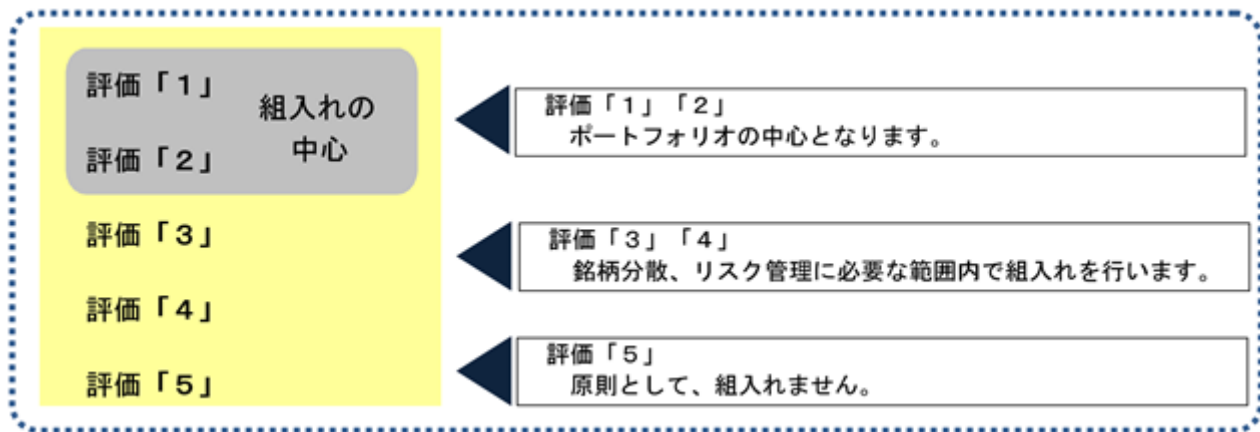 評価「１」
評価「２」
組入れの
中心
評価「３」
評価「４」
評価「５」
評価「１」「２」
ポートフォリオの中心となります。
評価「３」「４」
銘柄分散、リスク管理に必要な範囲内で組入れを行います。
評価「５」
原則として、組入れません。